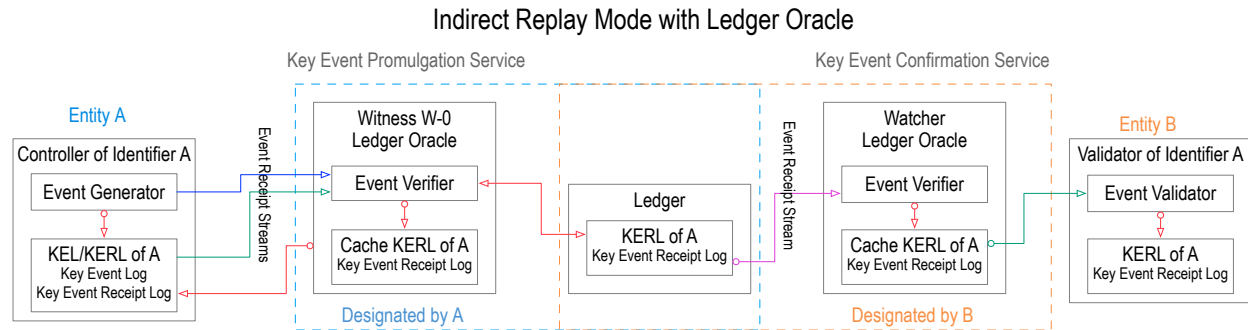 Indirect Replay Mode with Ledger Oracle
Key Event Promulgation Service
Key Event Confirmation Service
Entity A
Controller of Identifier A
Event Generator
KEL/KERL of A
Key Event Log
Key Event Receipt Log
Event Receipt Streams
Witness W-0
Ledger Oracle
Event Verifier
Cache KERL of A
Key Event Receipt Log
Designated by A
Ledger
KERL of A
Key Event Receipt Log
Event Receipt Stream
Watcher
Ledger Oracle
Event Verifier
Cache KERL of A
Key Event Receipt Log
Designated by B
Entity B
Validator of Identifier A
Event Validator
KERL of A
Key Event Receipt Log